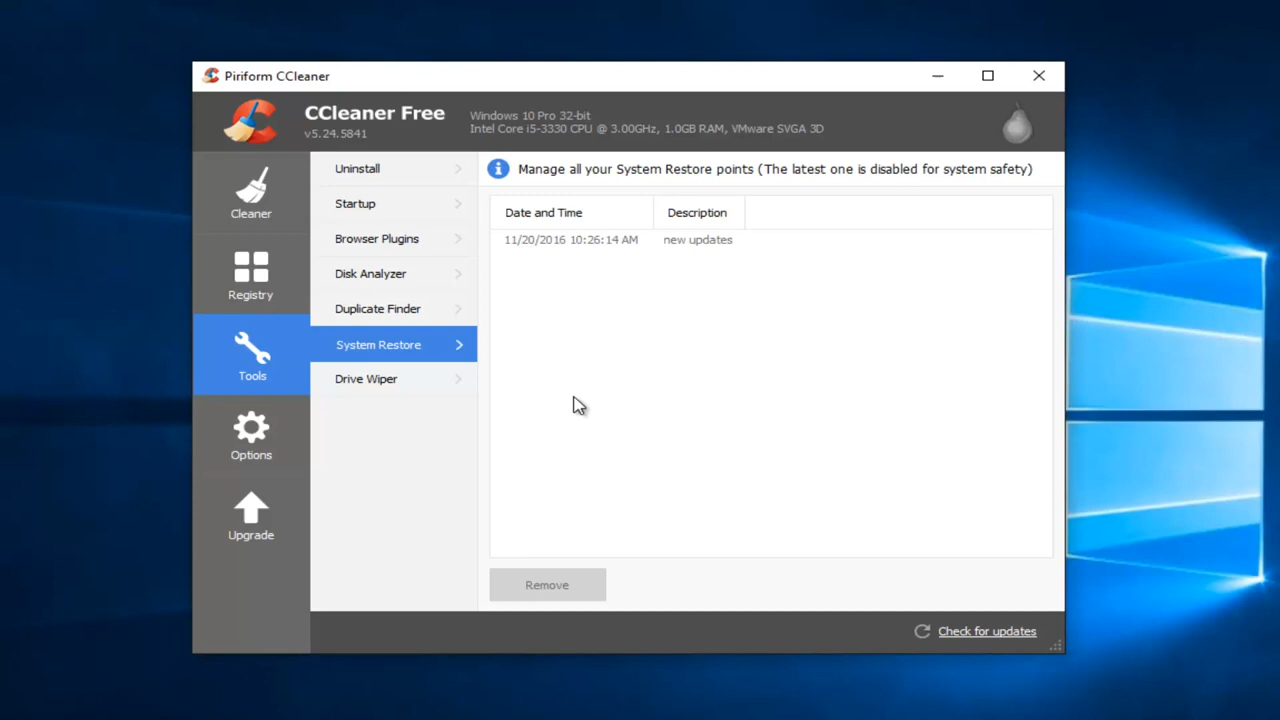 Piriform CCleaner
CCleaner Free
v5.24.5841
Windows 10 Pro 32-bit
Intel Core i5-3330 CPU @ 3.00GHz, 1.0GB RAM, VMware SVGA 3D
Cleaner
Registry
Tools
Options
Upgrade
Uninstall
Startup
Browser Plugins
Disk Analyzer
Duplicate Finder
System Restore
Drive Wiper
Manage all your System Restore points (The latest one is disabled for system safety)
Date and Time Description
11/20/2016 10:26:14 AM new updates
Remove
Check for updates